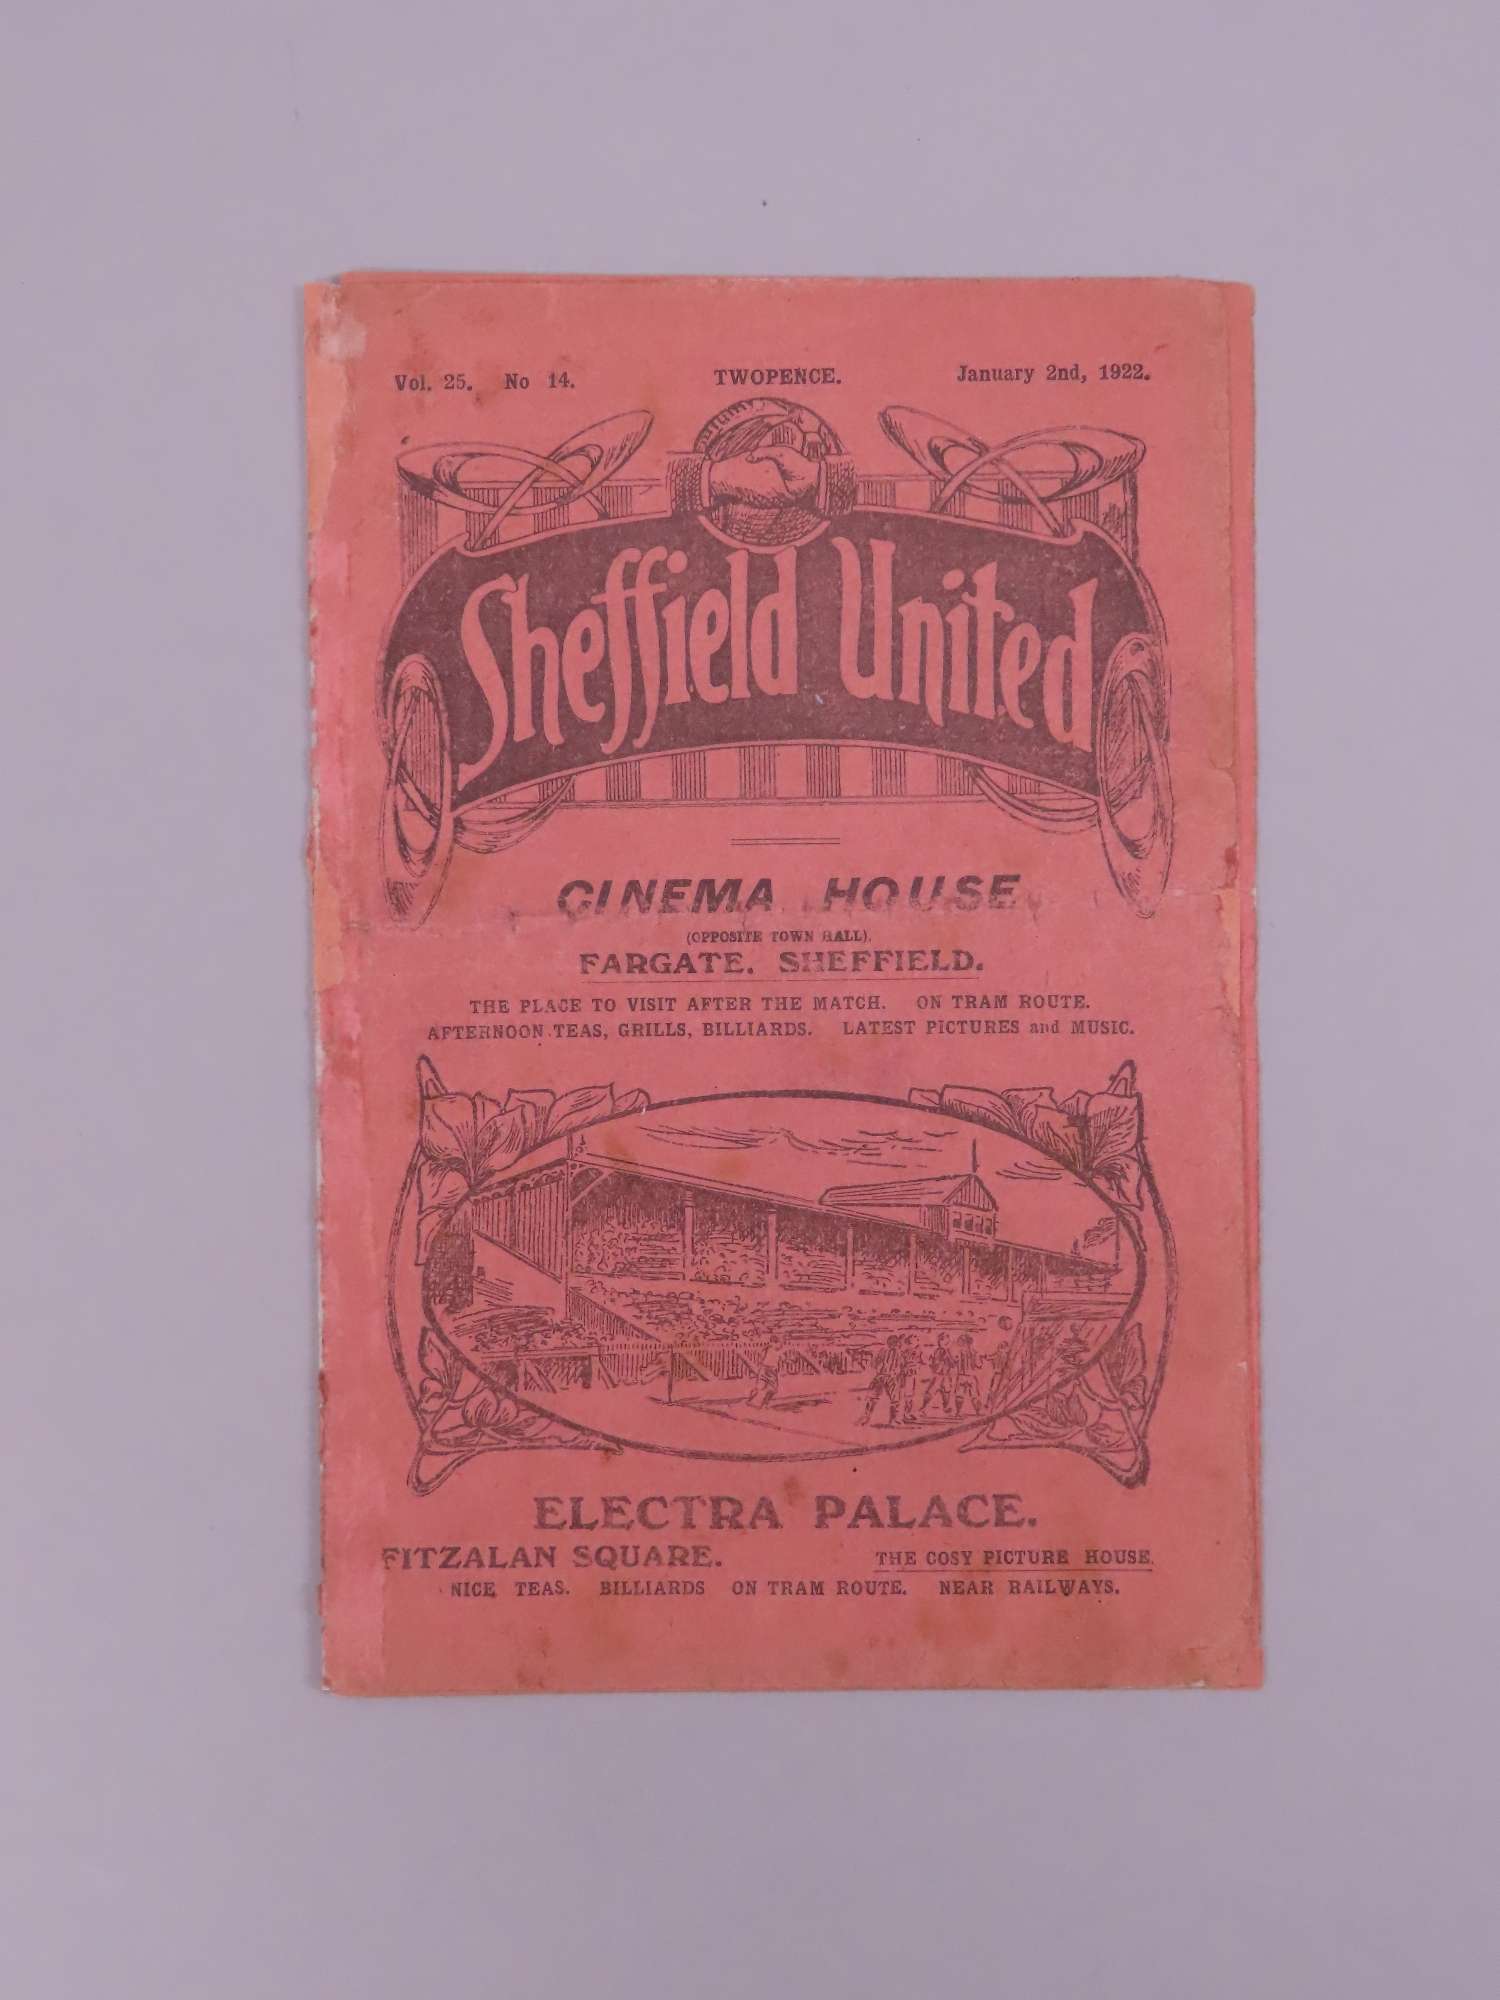 Vol. 25. No 14. TWOPENCE. January 2nd, 1922.
Sheffield United
CINEMA HOUSE
(OPPOSITE TOWN HALL),
FARGATE. SHEFFIELD.
THE PLACE TO VISIT AFTER THE MATCH. ON TRAM ROUTE.
AFTERNOON TEAS, GRILLS, BILLIARDS. LATEST PICTURES and MUSIC.
ELECTRA PALACE.
FITZALAN SQUARE. THE COSY PICTURE HOUSE.
NICE TEAS. BILLIARDS ON TRAM ROUTE. NEAR RAILWAYS.